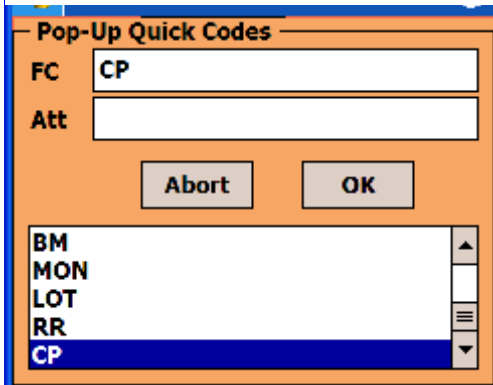 Pop-Up Quick Codes
FC CP
Att
Abort OK
BM
MON
LOT
RR
CP